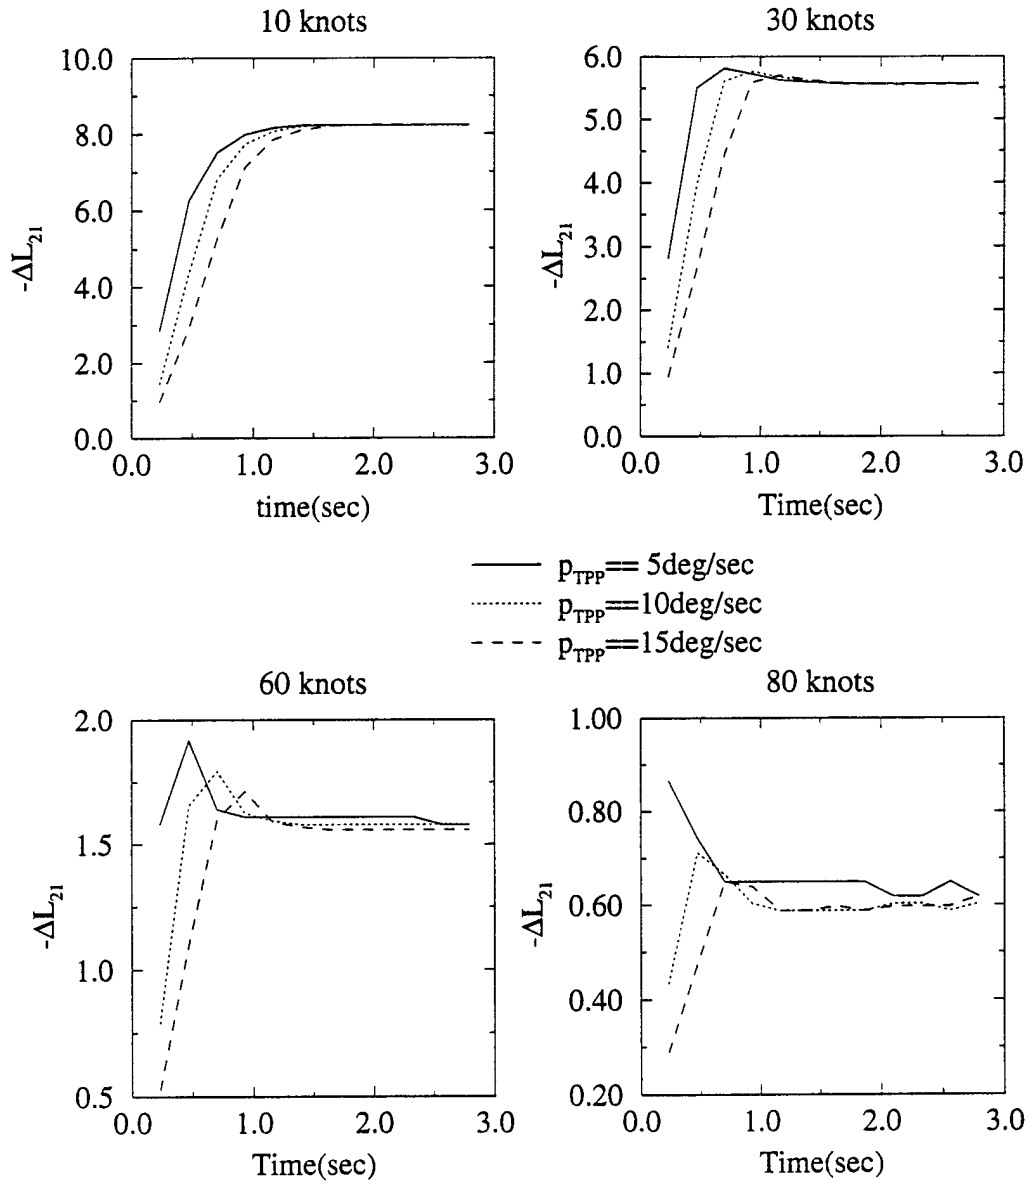 10 knots
10.0
8.0
6.0
4.0
2.0
0.0
-ΔL₂₁
0.0 1.0 2.0 3.0
time(sec)
30 knots
6.0
5.0
4.0
3.0
2.0
1.0
0.0
-ΔL₂₁
0.0 1.0 2.0 3.0
Time(sec)
p_TPP== 5deg/sec
p_TPP==10deg/sec
p_TPP==15deg/sec
60 knots
2.0
1.5
1.0
0.5
-ΔL₂₁
0.0 1.0 2.0 3.0
Time(sec)
80 knots
1.00
0.80
0.60
0.40
0.20
-ΔL₂₁
0.0 1.0 2.0 3.0
Time(sec)